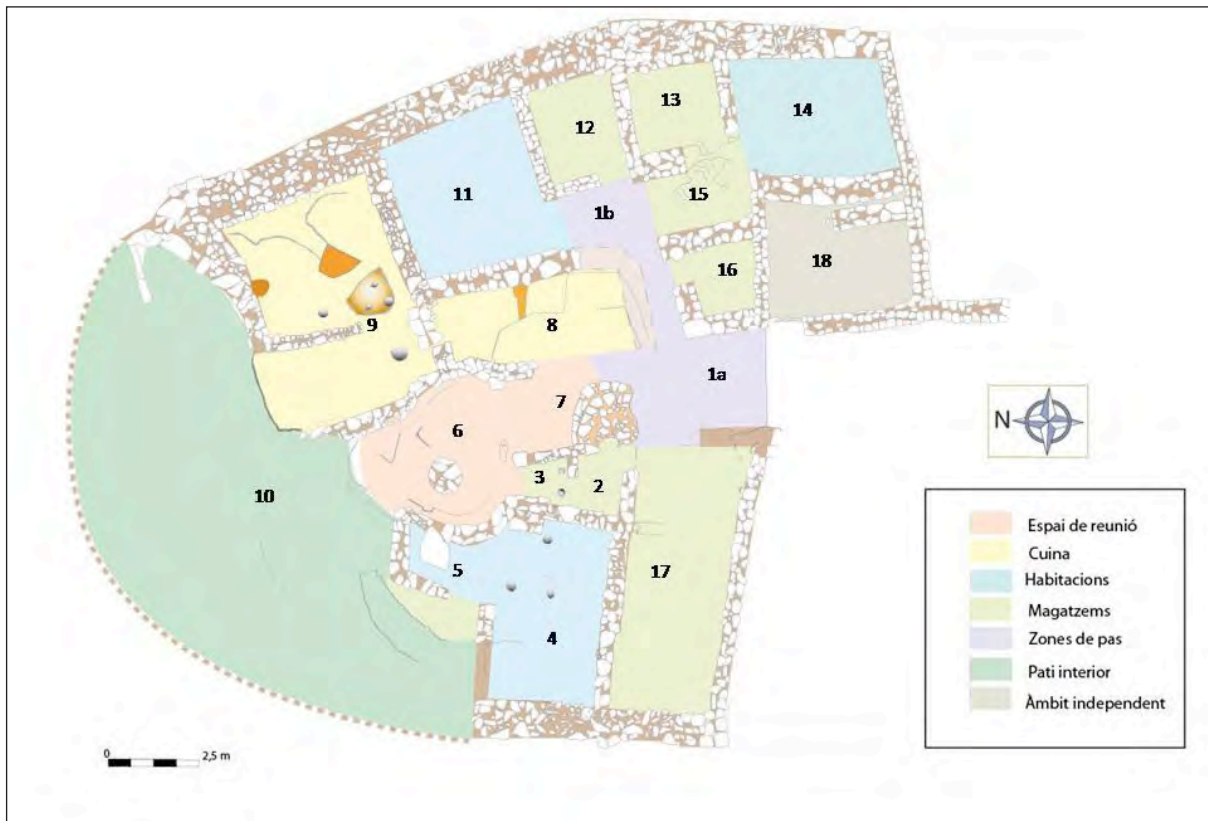 13
14
12
11
15
1b
16
18
9
8
1a
7
6
N
3
2
10
Espai de reunió
Cuina
5
17
Habitacions
Magatzems
4
Zones de pas
Pati interior
Àmbit independent
0
2,5 m